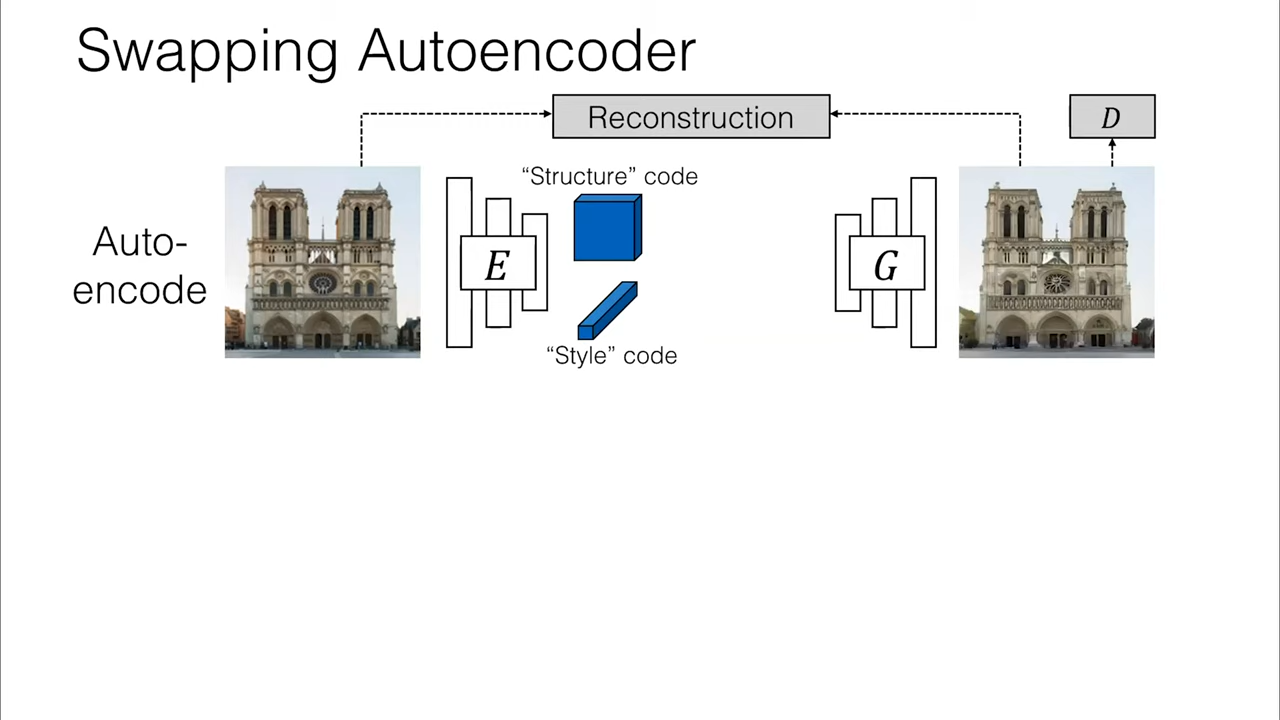 Swapping Autoencoder
Reconstruction
D
“Structure” code
Auto-
encode
E
G
“Style” code